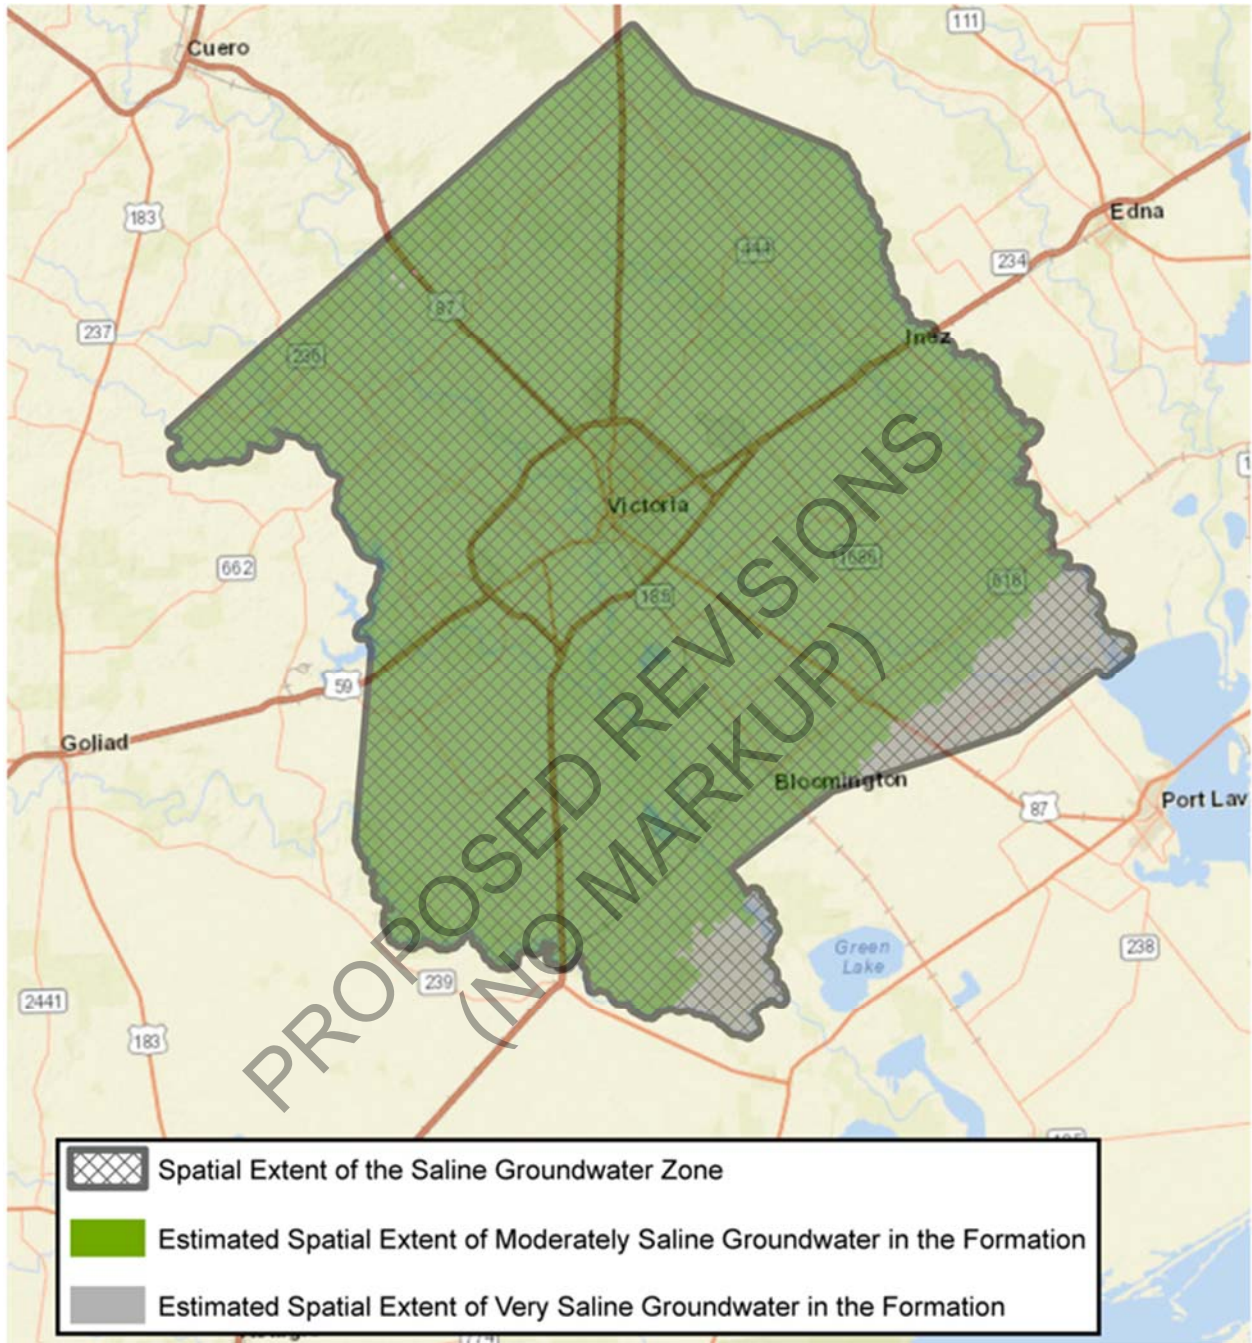 Cuero
111
183
Edna
444
234
87
Inez
237
236
Victoria
1686
662
616
185
59
Goliad
Bloomington
87
Port Lav
Green
Lake
238
239
2441
183
PROPOSED REVISIONS
(NO MARKUP)
Spatial Extent of the Saline Groundwater Zone
Estimated Spatial Extent of Moderately Saline Groundwater in the Formation
Estimated Spatial Extent of Very Saline Groundwater in the Formation